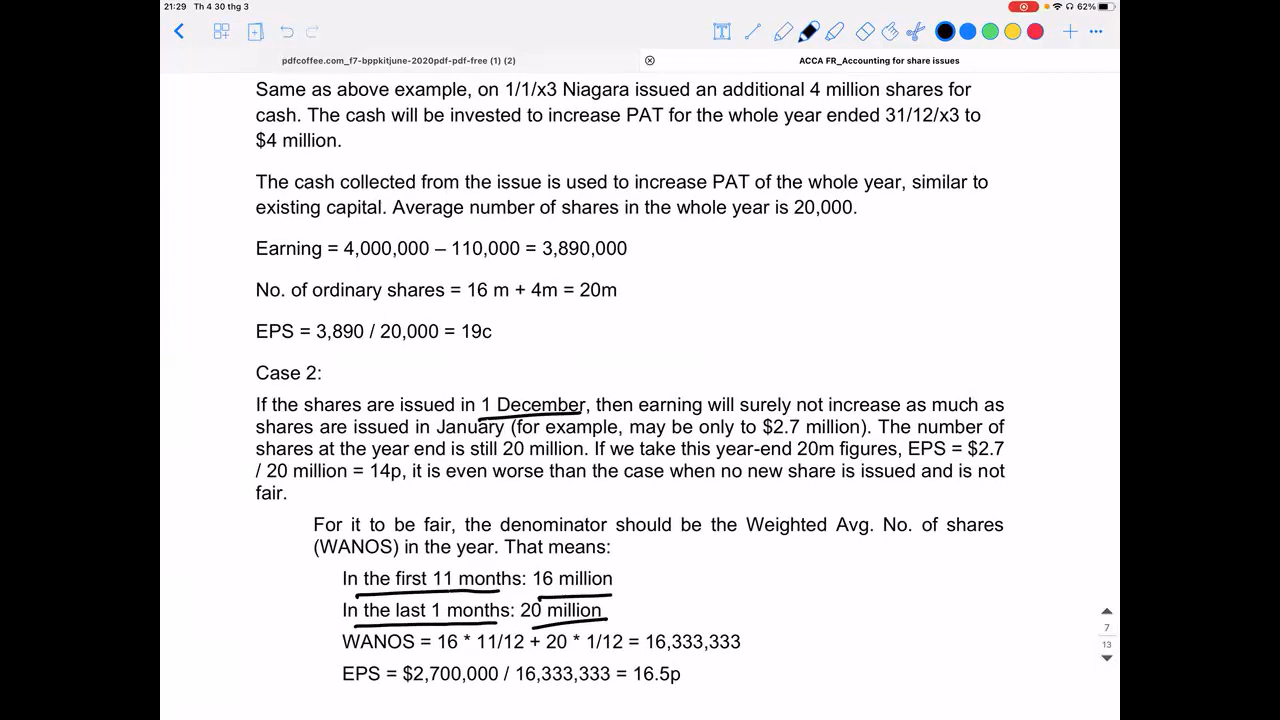 21:29 Th 4 30 thg 3 62%
pdfcoffee.com_f7-bppkitjune-2020pdf-pdf-free (1) (2) ACCA FR_Accounting for share issues
Same as above example, on 1/1/x3 Niagara issued an additional 4 million shares for
cash. The cash will be invested to increase PAT for the whole year ended 31/12/x3 to
$4 million.
The cash collected from the issue is used to increase PAT of the whole year, similar to
existing capital. Average number of shares in the whole year is 20,000.
Earning = 4,000,000 – 110,000 = 3,890,000
No. of ordinary shares = 16 m + 4m = 20m
EPS = 3,890 / 20,000 = 19c
Case 2:
If the shares are issued in 1 December, then earning will surely not increase as much as
shares are issued in January (for example, may be only to $2.7 million). The number of
shares at the year end is still 20 million. If we take this year-end 20m figures, EPS = $2.7
/ 20 million = 14p, it is even worse than the case when no new share is issued and is not
fair.
For it to be fair, the denominator should be the Weighted Avg. No. of shares
(WANOS) in the year. That means:
In the first 11 months: 16 million
In the last 1 months: 20 million
WANOS = 16 * 11/12 + 20 * 1/12 = 16,333,333
EPS = $2,700,000 / 16,333,333 = 16.5p
7
13